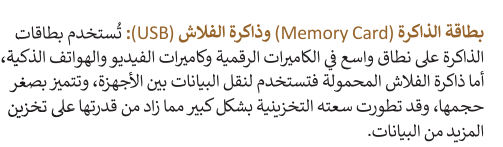 بطاقة الذاكرة (Memory Card) وذاكرة الفلاش (USB): تُستخدم بطاقات
الذاكرة على نطاق واسع في الكاميرات الرقمية وكاميرات الفيديو والهواتف الذكية،
أما ذاكرة الفلاش المحمولة فتستخدم لنقل البيانات بين الأجهزة، وتتميز بصغر
حجمها، وقد تطورت سعته التخزينية بشكل كبير مما زاد من قدرتها على تخزين
المزيد من البيانات.